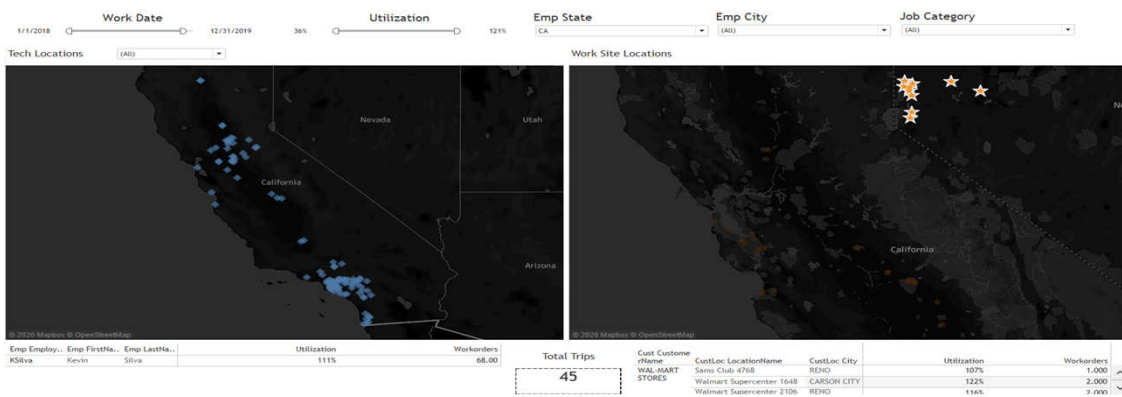 Work Date
Utilization
Emp State
Emp City
Job Category
1/1/2018
12/31/2019
36%
121%
CA
(All)
(All)
Tech Locations
(All)
Work Site Locations
Nevada
Utah
California
Arizona
© 2020 Mapbox © OpenStreetMap
California
© 2020 Mapbox © OpenStreetMap
Emp Employ.. Emp FirstNa.. Emp LastNa.. Utilization Workorders
KSilva Kevin Silva 111% 68.00
Total Trips
45
Cust Custome
rName CustLoc LocationName CustLoc City Utilization Workorders
WAL-MART
STORES
Sams Club 4768 RENO 107% 1.000
Walmart Supercenter 1648 CARSON CITY 122% 2.000
Walmart Supercenter 2106 RENO 116% 2.000